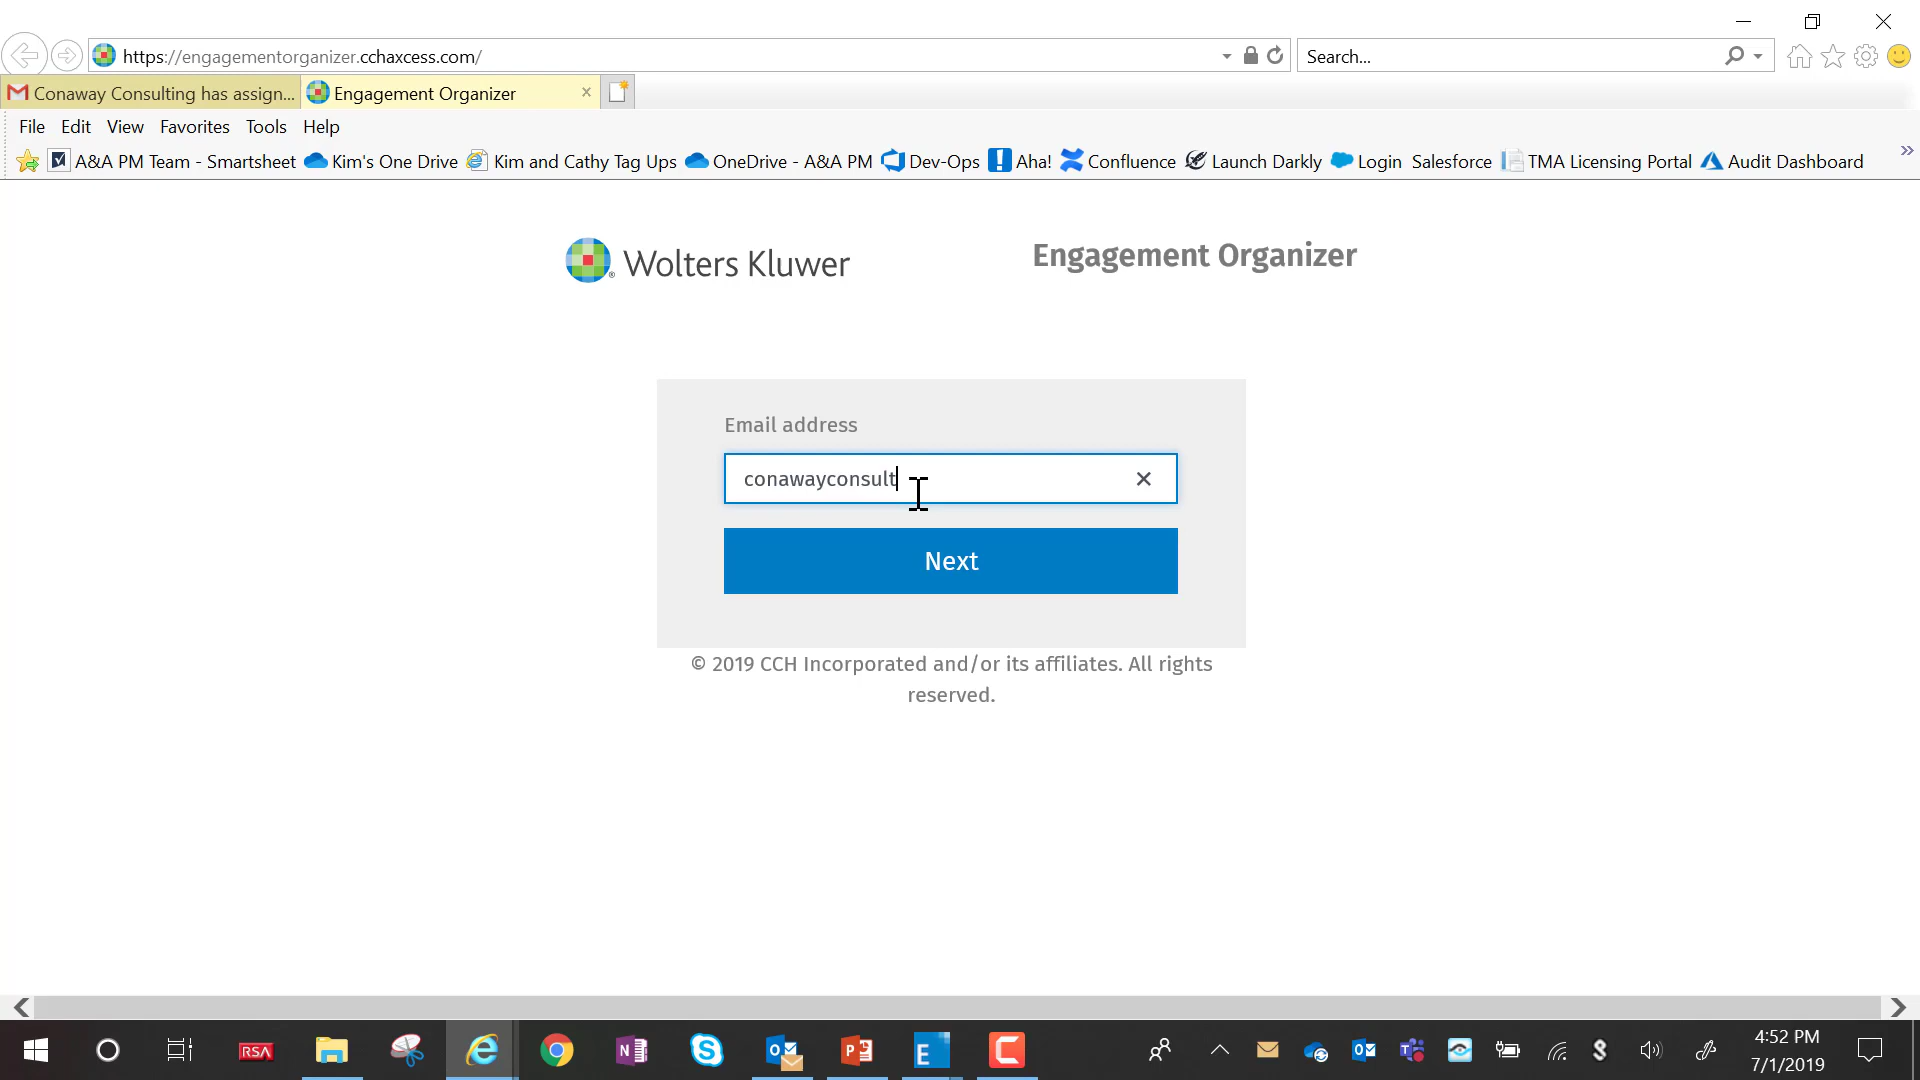 https://engagementorganizer.cchaxcess.com/
Search...
Conaway Consulting has assign...
Engagement Organizer
File Edit View Favorites Tools Help
A&A PM Team - Smartsheet Kim's One Drive Kim and Cathy Tag Ups OneDrive - A&A PM Dev-Ops Aha! Confluence Launch Darkly Login Salesforce TMA Licensing Portal Audit Dashboard
Wolters Kluwer
Engagement Organizer
Email address
conawayconsult
Next
© 2019 CCH Incorporated and/or its affiliates. All rights
reserved.
RSA
4:52 PM
7/1/2019